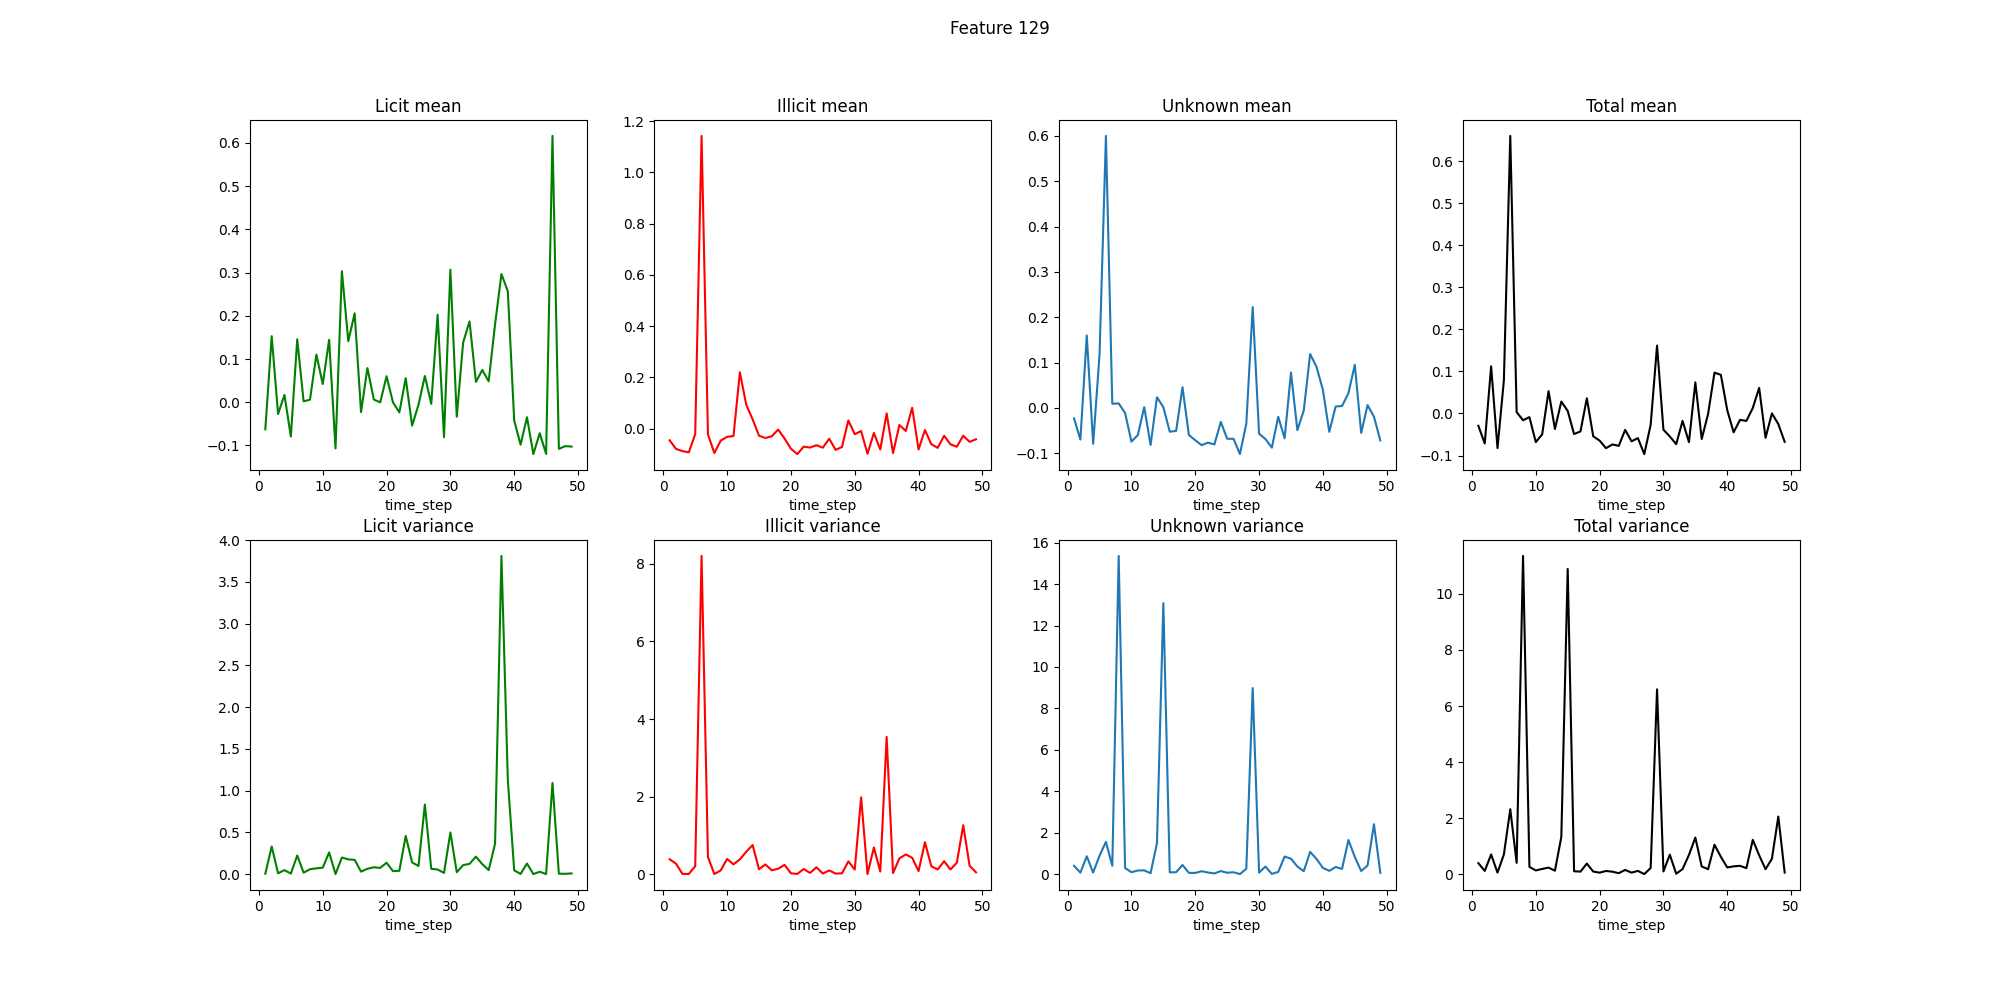 Feature 129
Licit mean
Illicit mean
Unknown mean
Total mean
0.6
0.5
0.4
0.3
0.2
0.1
0.0
−0.1
0 10 20 30 40 50
time_step
1.2
1.0
0.8
0.6
0.4
0.2
0.0
0 10 20 30 40 50
time_step
0.6
0.5
0.4
0.3
0.2
0.1
0.0
−0.1
0 10 20 30 40 50
time_step
0.6
0.5
0.4
0.3
0.2
0.1
0.0
−0.1
0 10 20 30 40 50
time_step
Licit variance
Illicit variance
Unknown variance
Total variance
4.0
3.5
3.0
2.5
2.0
1.5
1.0
0.5
0.0
0 10 20 30 40 50
time_step
8
6
4
2
0
0 10 20 30 40 50
time_step
16
14
12
10
8
6
4
2
0
0 10 20 30 40 50
time_step
10
8
6
4
2
0
0 10 20 30 40 50
time_step